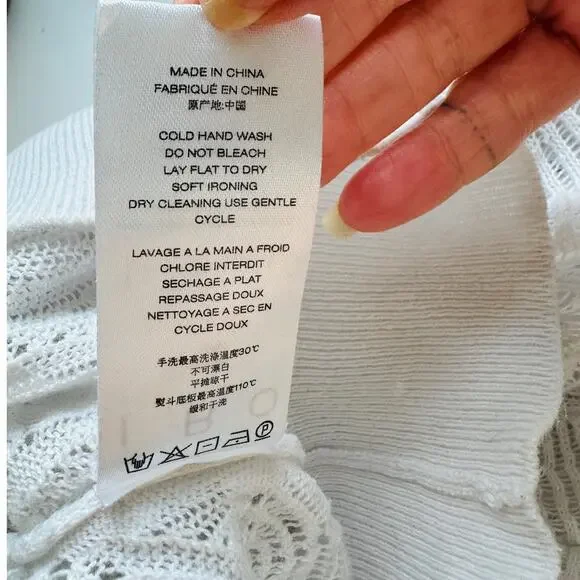 MADE IN CHINA
FABRIQUÉ EN CHINE
原产地:中国
COLD HAND WASH
DO NOT BLEACH
LAY FLAT TO DRY
SOFT IRONING
DRY CLEANING USE GENTLE
CYCLE
LAVAGE A LA MAIN A FROID
CHLORE INTERDIT
SECHAGE A PLAT
REPASSAGE DOUX
NETTOYAGE A SEC EN
CYCLE DOUX
手洗最高洗涤温度30℃
不可漂白
平摊晾干
熨斗底板最高温度110℃
缓和干洗
P